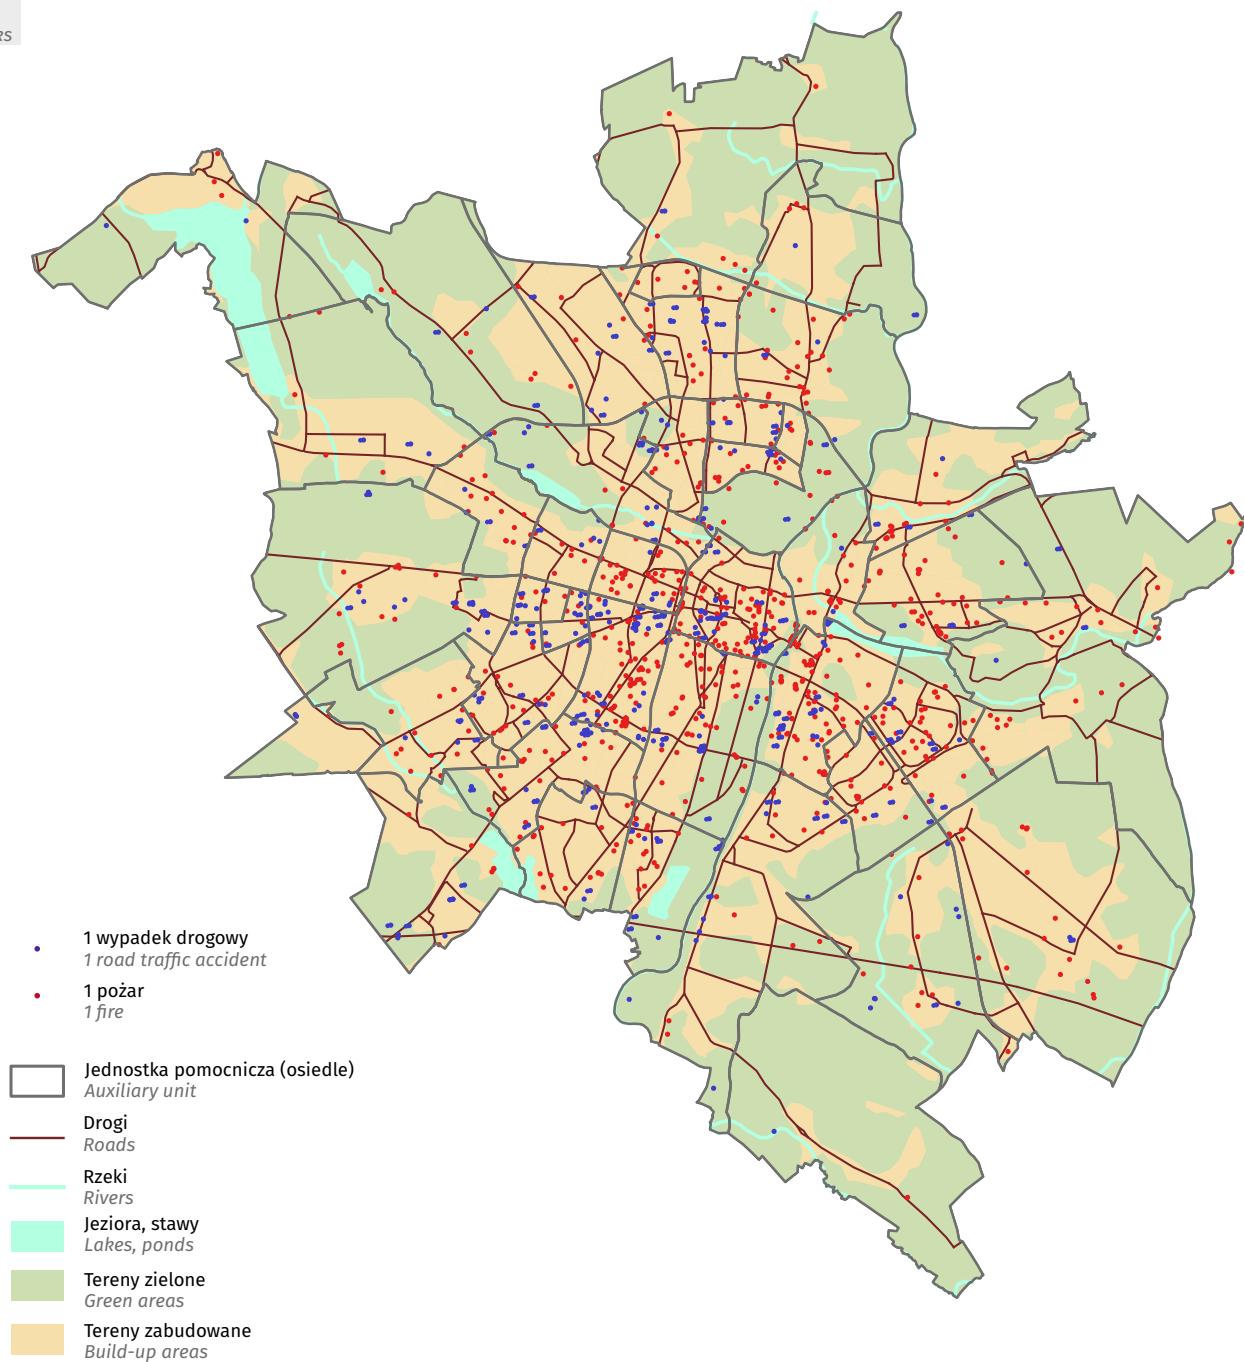 1 wypadek drogowy
1 road traffic accident
1 pożar
1 fire
Jednostka pomocnicza (osiedle)
Auxiliary unit
Drogi
Roads
Rzeki
Rivers
Jeziora, stawy
Lakes, ponds
Tereny zielone
Green areas
Tereny zabudowane
Build-up areas